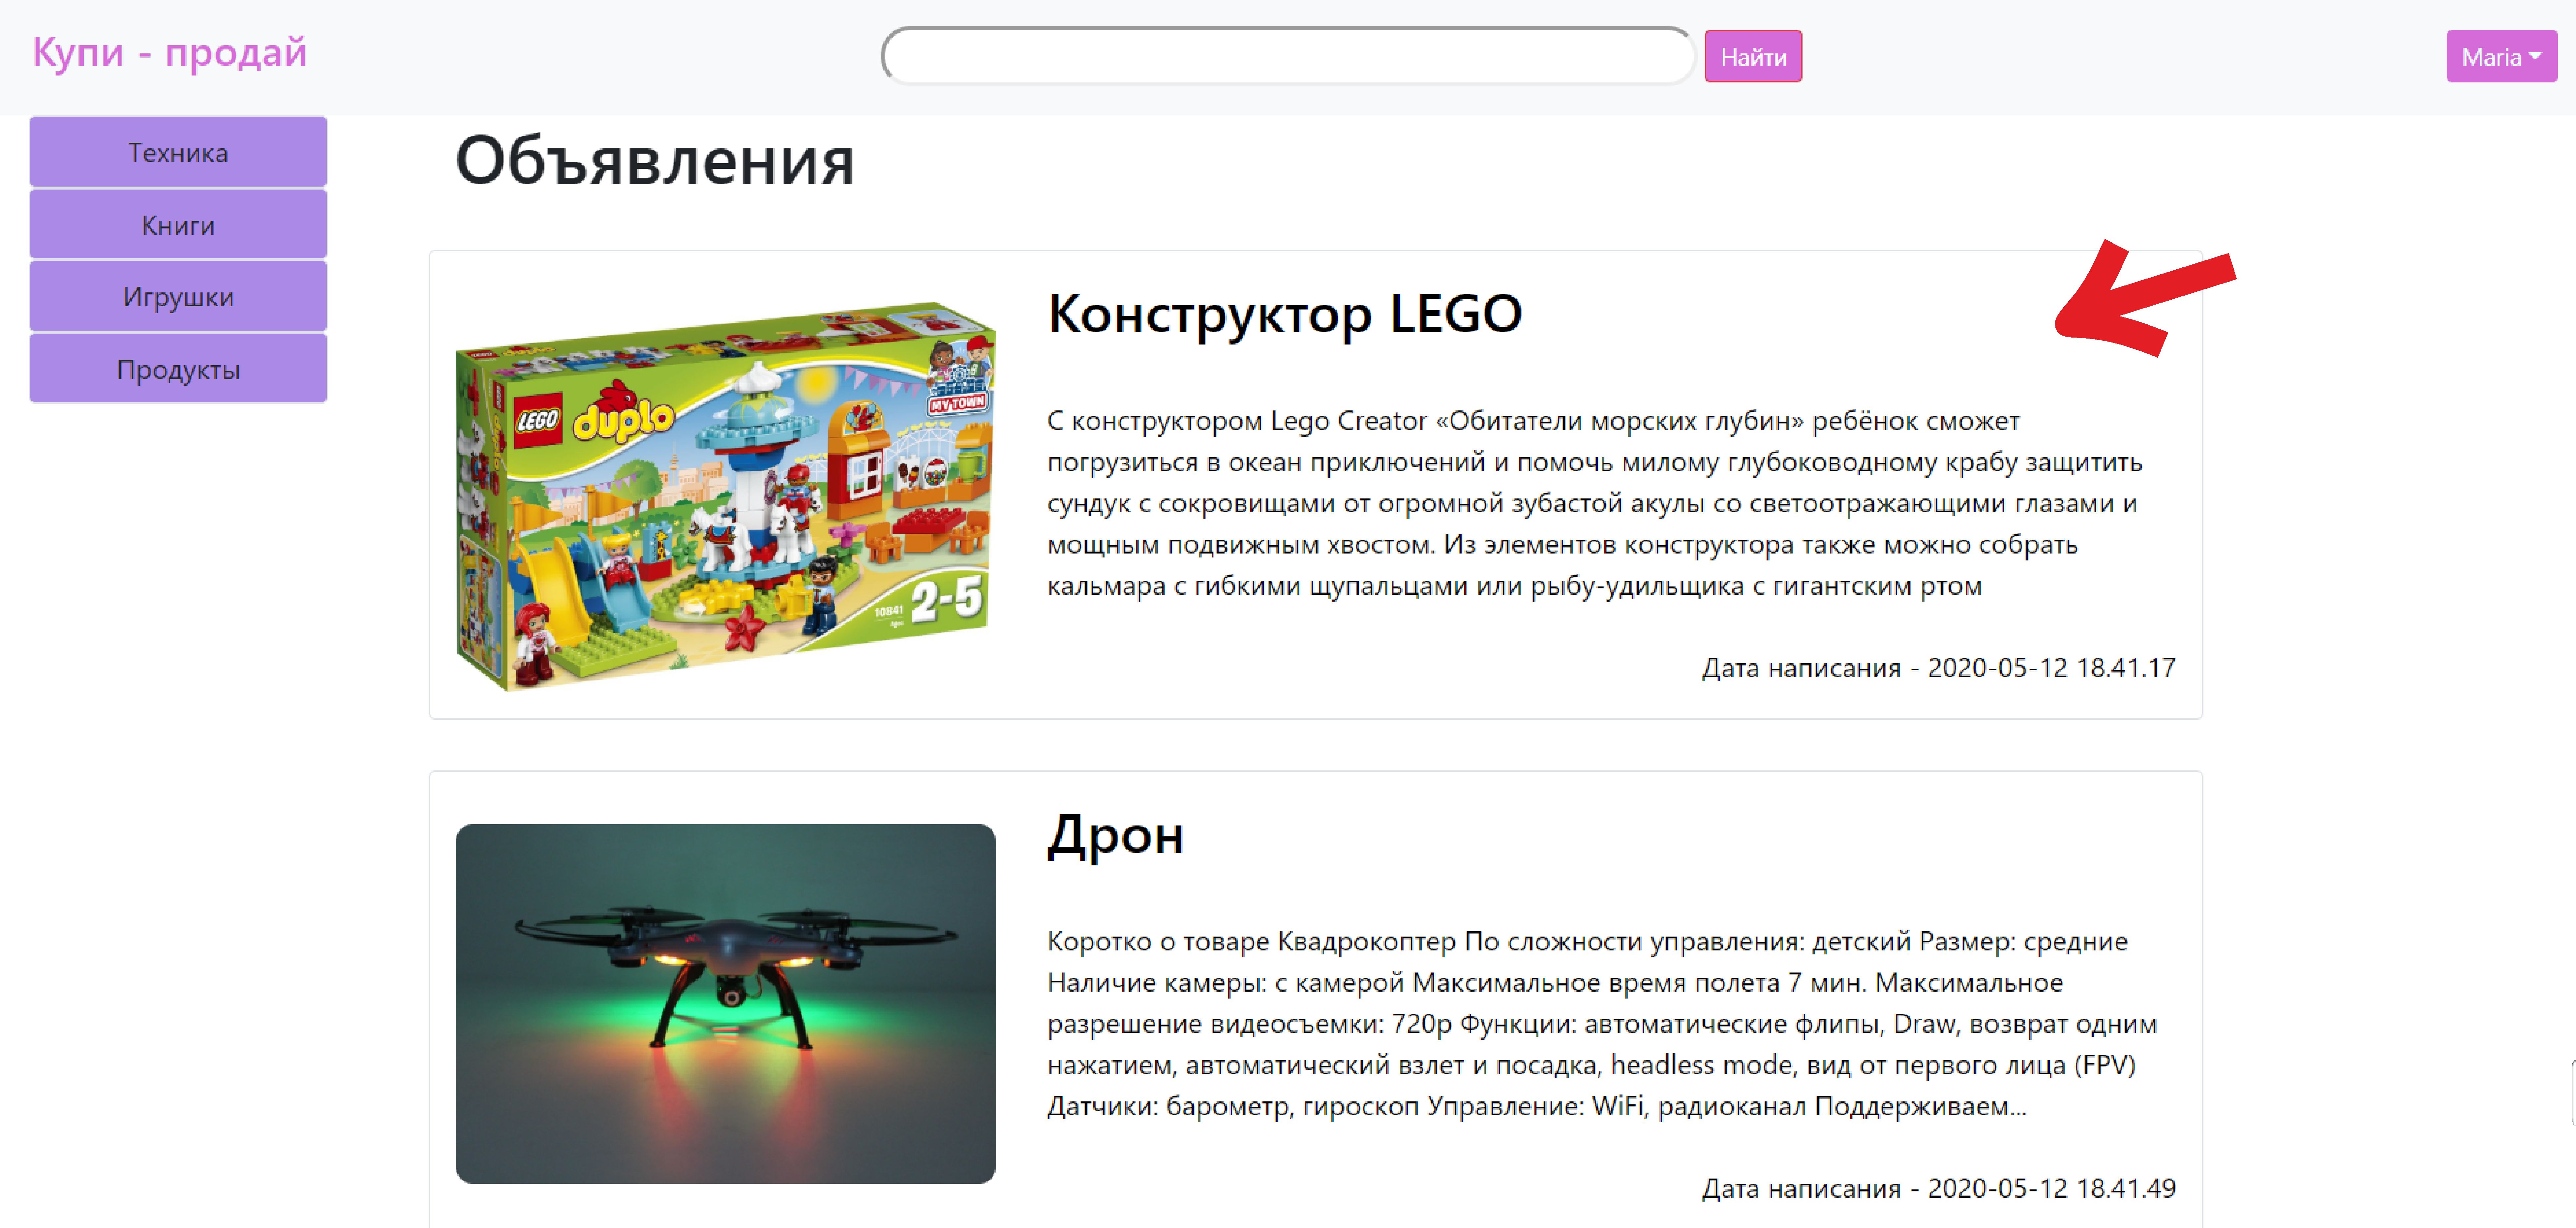 Купи - продай
Найти
Maria
Техника
Книги
Игрушки
Продукты
Объявления
LEGO duplo
MY TOWN
10841
2-5
Конструктор LEGO
С конструктором Lego Creator «Обитатели морских глубин» ребёнок сможет
погрузиться в океан приключений и помочь милому глубоководному крабу защитить
сундук с сокровищами от огромной зубастой акулы со светоотражающими глазами и
мощным подвижным хвостом. Из элементов конструктора также можно собрать
кальмара с гибкими щупальцами или рыбу-удильщика с гигантским ртом
Дата написания - 2020-05-12 18.41.17
Дрон
Коротко о товаре Квадрокоптер По сложности управления: детский Размер: средние
Наличие камеры: с камерой Максимальное время полета 7 мин. Максимальное
разрешение видеосъемки: 720p Функции: автоматические флипы, Draw, возврат одним
нажатием, автоматический взлет и посадка, headless mode, вид от первого лица (FPV)
Датчики: барометр, гироскоп Управление: WiFi, радиоканал Поддерживаем...
Дата написания - 2020-05-12 18.41.49